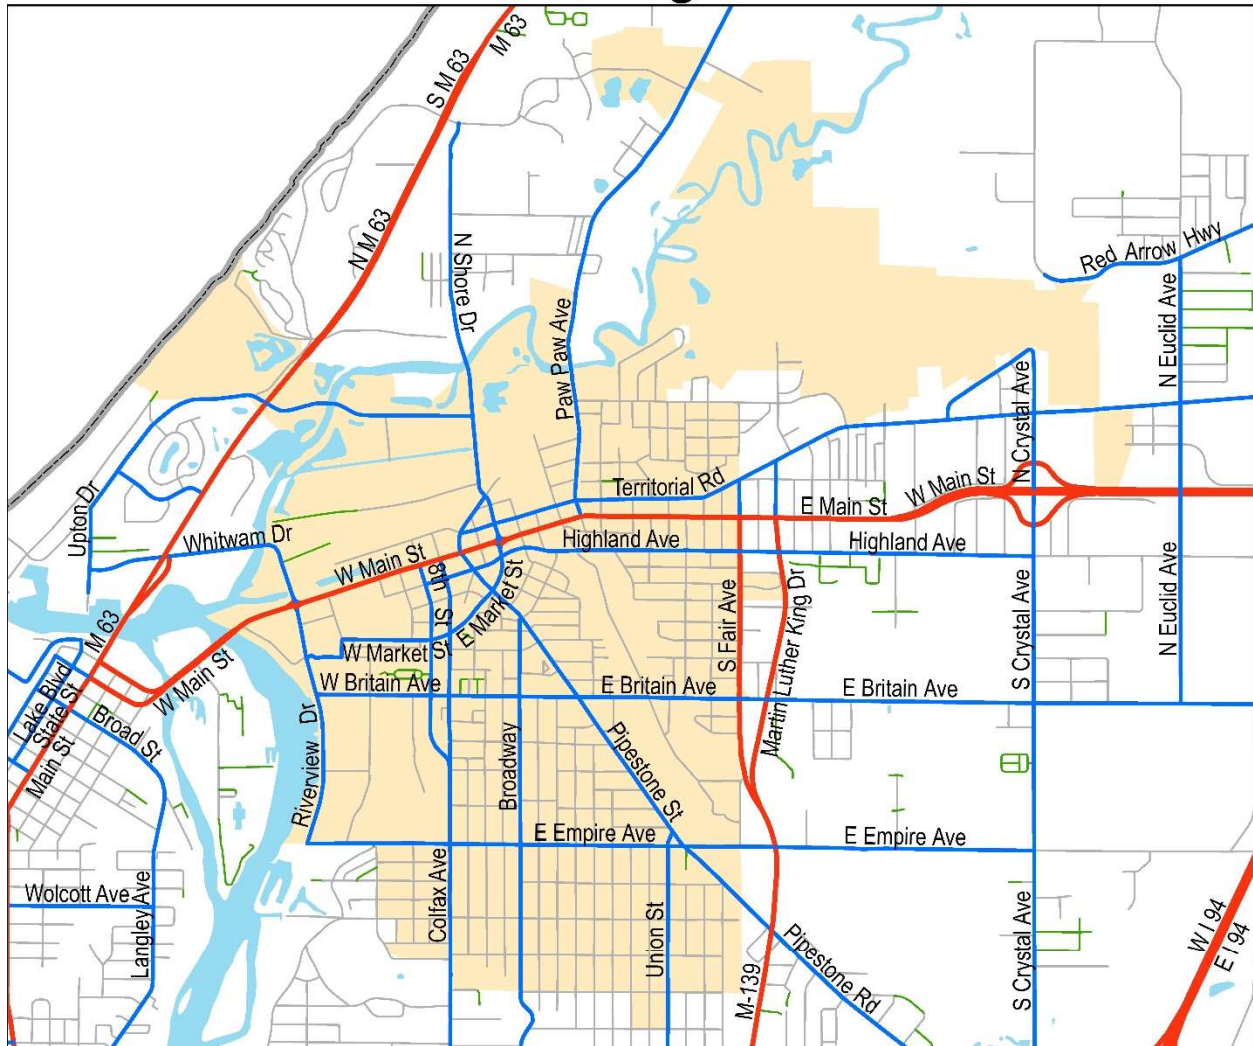 M 63
S M 63
N M 63
N Shore Dr
Paw Paw Ave
Red Arrow Hwy
N Euclid Ave
N Crystal Ave
Territorial Rd
W Main St
E Main St
Upton Dr
Whitwam Dr
W Main St
Highland Ave
Highland Ave
8th St
E Market St
S Fair Ave
Martin Luther King Dr
S Crystal Ave
N Euclid Ave
M 63
W Market St
W Main St
W Britain Ave
E Britain Ave
E Britain Ave
Lake Blvd
State St
Main St
Broad St
Riverview Dr
Broadway
Pipestone St
E Empire Ave
E Empire Ave
Wolcott Ave
Langley Ave
Colfax Ave
Union St
M-139
Pipestone Rd
S Crystal Ave
W I 94
E I 94